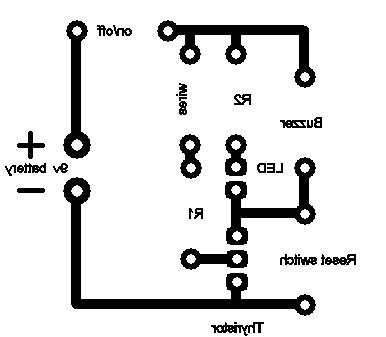 on/off
wires
R2
Buzzer
+
9v battery
LED
−
R1
Reset switch
Thyristor